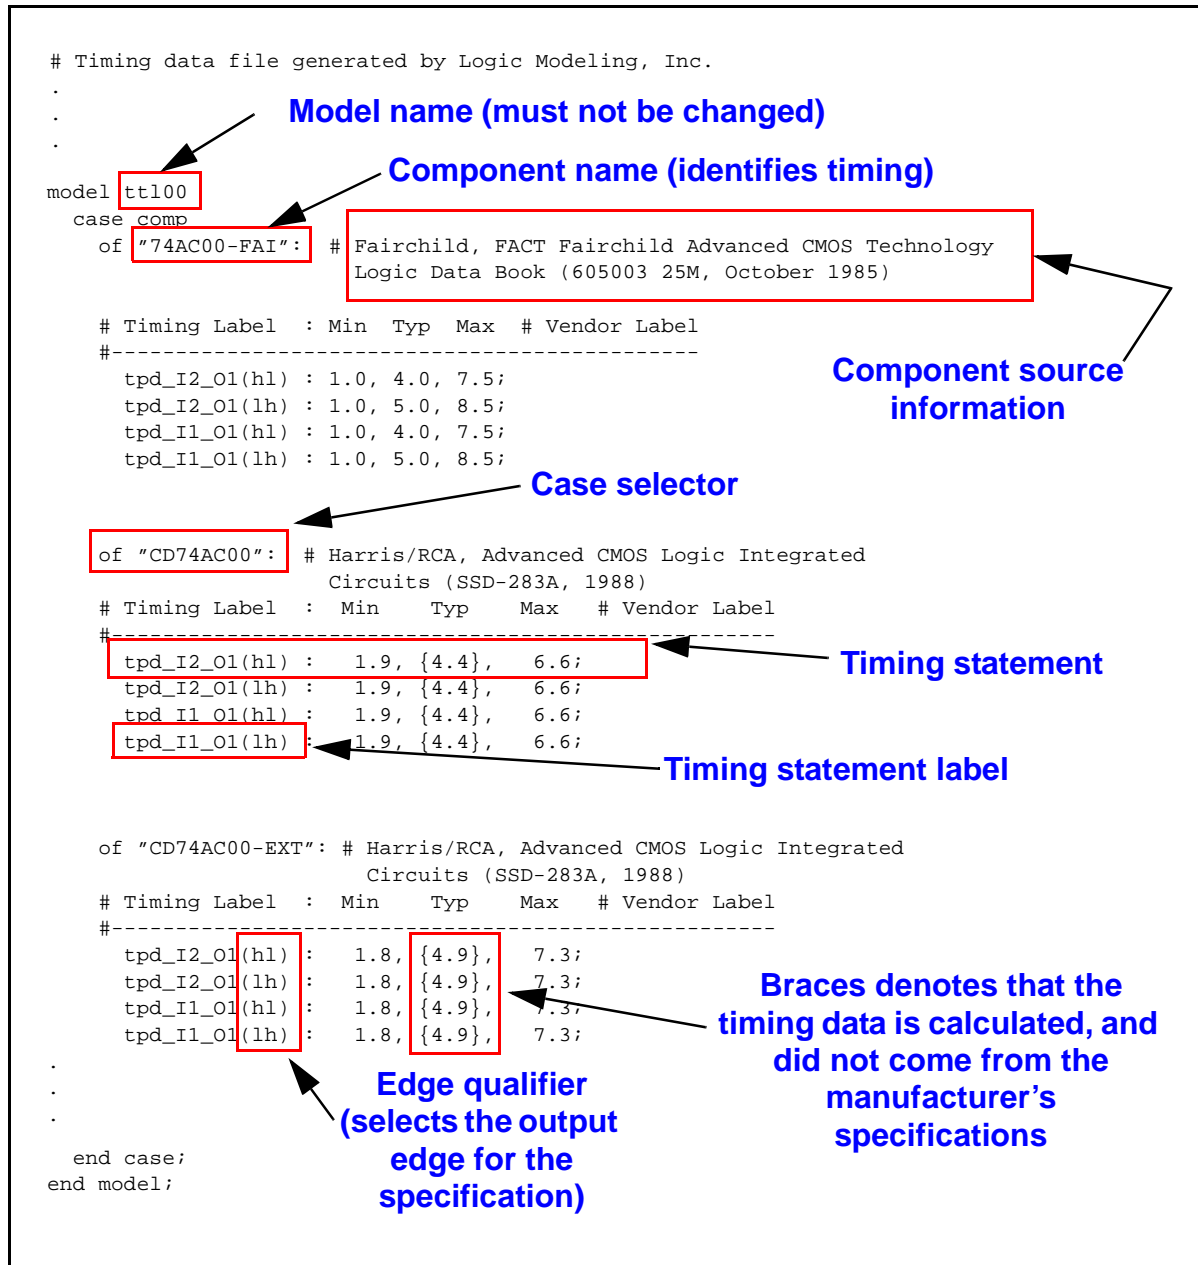 # Timing data file generated by Logic Modeling, Inc.
.
.
.
Model name (must not be changed)
Component name (identifies timing)
model ttl00
case comp
of "74AC00-FAI": # Fairchild, FACT Fairchild Advanced CMOS Technology
Logic Data Book (605003 25M, October 1985)
# Timing Label : Min Typ Max # Vendor Label
#----------------------------------------------
tpd_I2_O1(hl) : 1.0, 4.0, 7.5;
tpd_I2_O1(lh) : 1.0, 5.0, 8.5;
tpd_I1_O1(hl) : 1.0, 4.0, 7.5;
tpd_I1_O1(lh) : 1.0, 5.0, 8.5;
Component source
information
Case selector
of "CD74AC00": # Harris/RCA, Advanced CMOS Logic Integrated
Circuits (SSD-283A, 1988)
# Timing Label : Min Typ Max # Vendor Label
#----------------------------------------------------
tpd_I2_O1(hl) : 1.9, {4.4}, 6.6;
tpd_I2_O1(lh) : 1.9, {4.4}, 6.6;
tpd_I1_O1(hl) : 1.9, {4.4}, 6.6;
tpd_I1_O1(lh) : 1.9, {4.4}, 6.6;
Timing statement
Timing statement label
of "CD74AC00-EXT": # Harris/RCA, Advanced CMOS Logic Integrated
Circuits (SSD-283A, 1988)
# Timing Label : Min Typ Max # Vendor Label
#----------------------------------------------------
tpd_I2_O1(hl) : 1.8, {4.9}, 7.3;
tpd_I2_O1(lh) : 1.8, {4.9}, 7.3;
tpd_I1_O1(hl) : 1.8, {4.9}, 7.3;
tpd_I1_O1(lh) : 1.8, {4.9}, 7.3;
Braces denotes that the
timing data is calculated, and
did not come from the
manufacturer's
specifications
Edge qualifier
(selects the output
edge for the
specification)
.
.
.
end case;
end model;